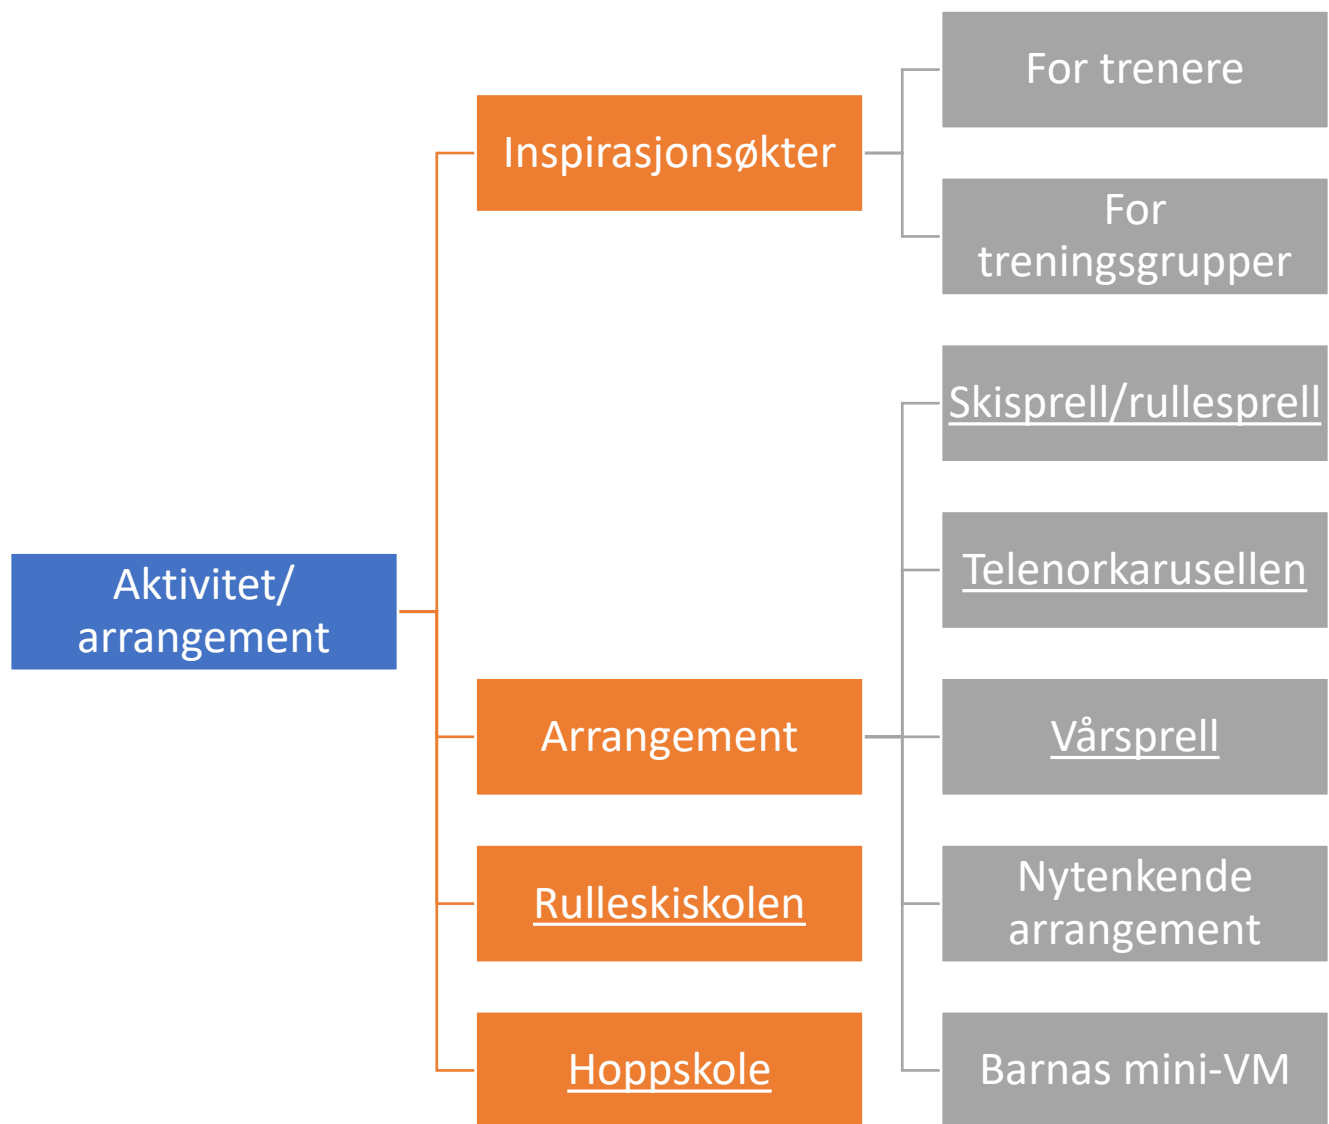 Aktivitet/
arrangement
Inspirasjonsøkter
For trenere
For
treningsgrupper
Arrangement
Skisprell/rullesprell
Telenorkarusellen
Vårsprell
Nytenkende
arrangement
Barnas mini-VM
Rulleskiskolen
Hoppskole